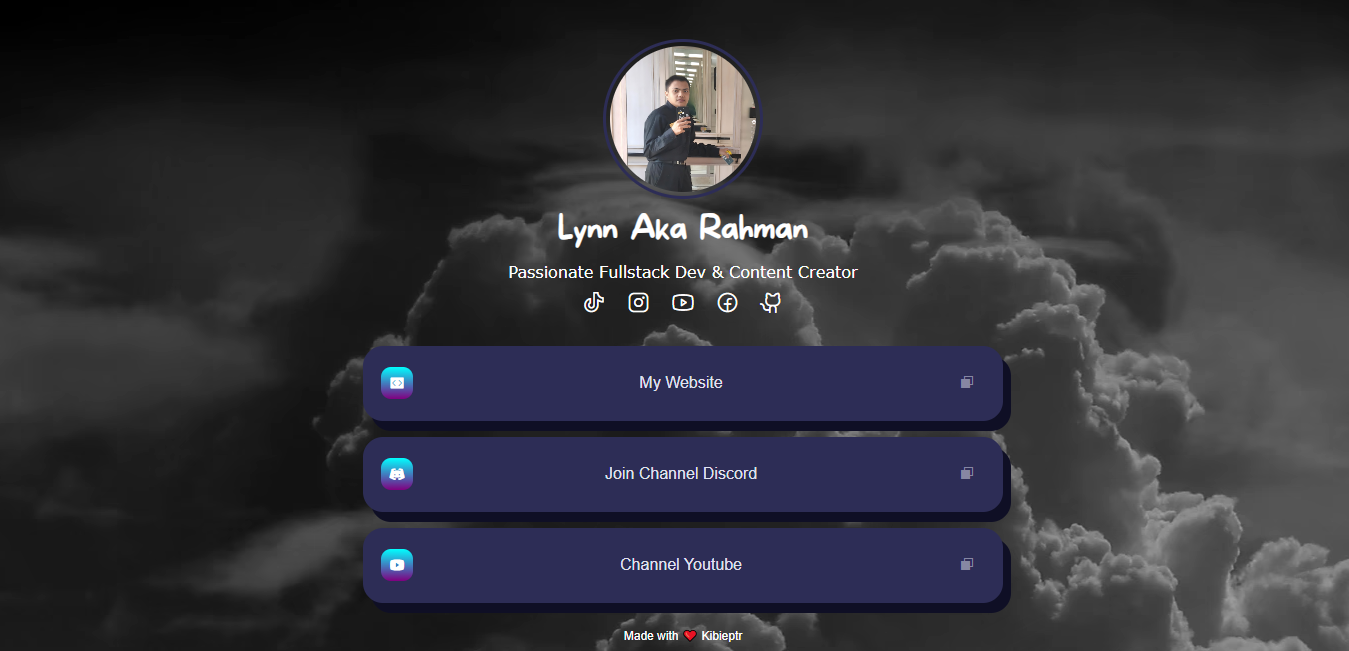 Lynn Aka Rahman
Passionate Fullstack Dev & Content Creator
My Website
Join Channel Discord
Channel Youtube
Made with ❤️ Kibieptr